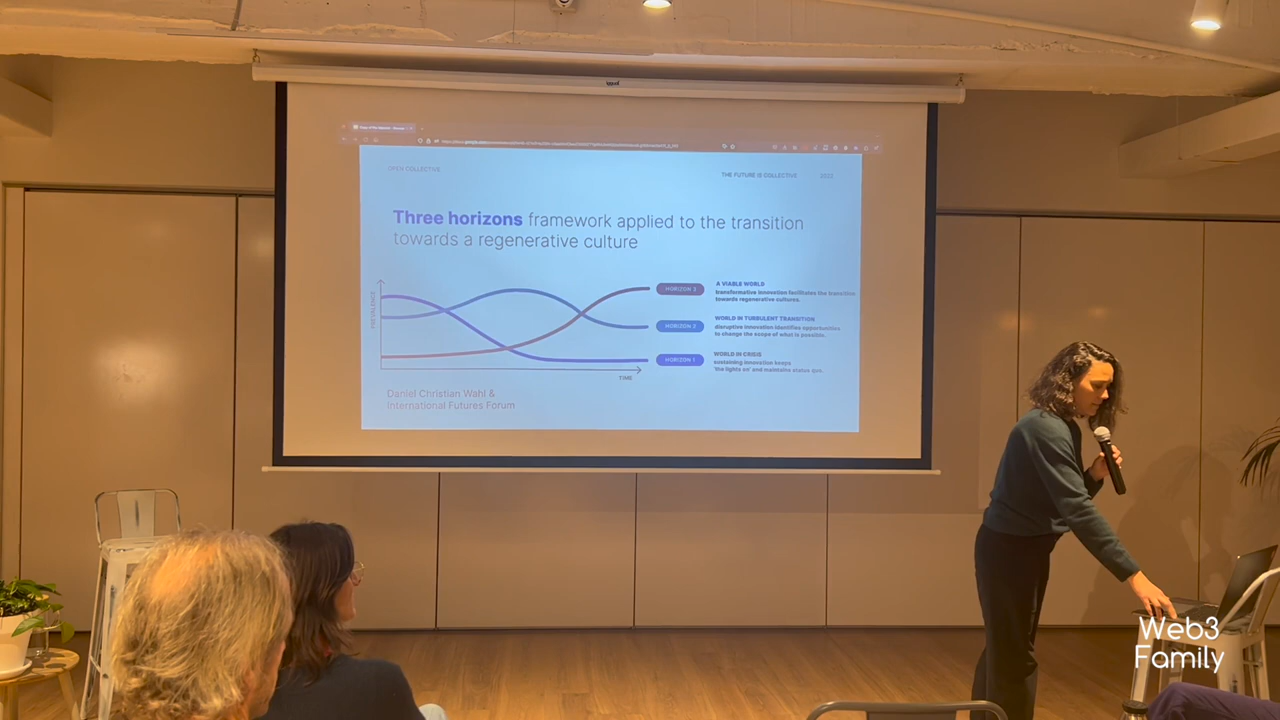 OPEN COLLECTIVE
THE FUTURE IS COLLECTIVE
Three horizons framework applied to the transition
towards a regenerative culture
PREVALENCE
TIME
HORIZON 3
A VIABLE WORLD
transformative innovation facilitates the transition
towards regenerative cultures.
HORIZON 2
WORLD IN TURBULENT TRANSITION
disruptive innovation identifies opportunities
to change the scope of what is possible.
HORIZON 1
WORLD IN CRISIS
sustaining innovation keeps
'the lights on' and maintains status quo.
Daniel Christian Wahl &
International Futures Forum
Web3
Family